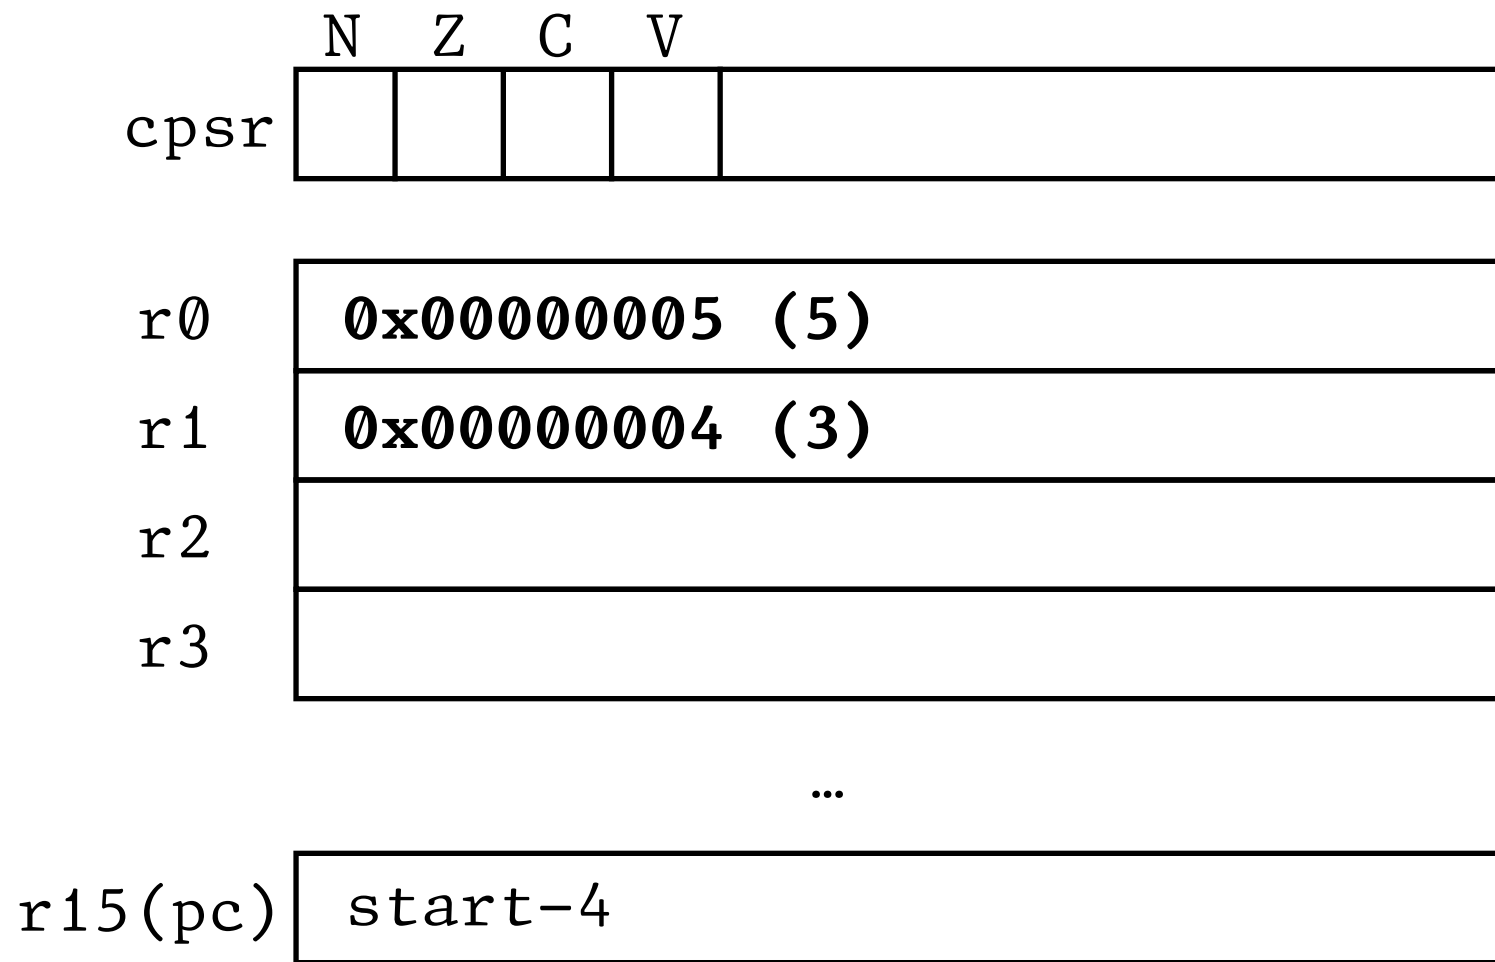 N Z C V
cpsr
r0 0x00000005 (5)
r1 0x00000004 (3)
r2
r3
…
r15(pc) start-4